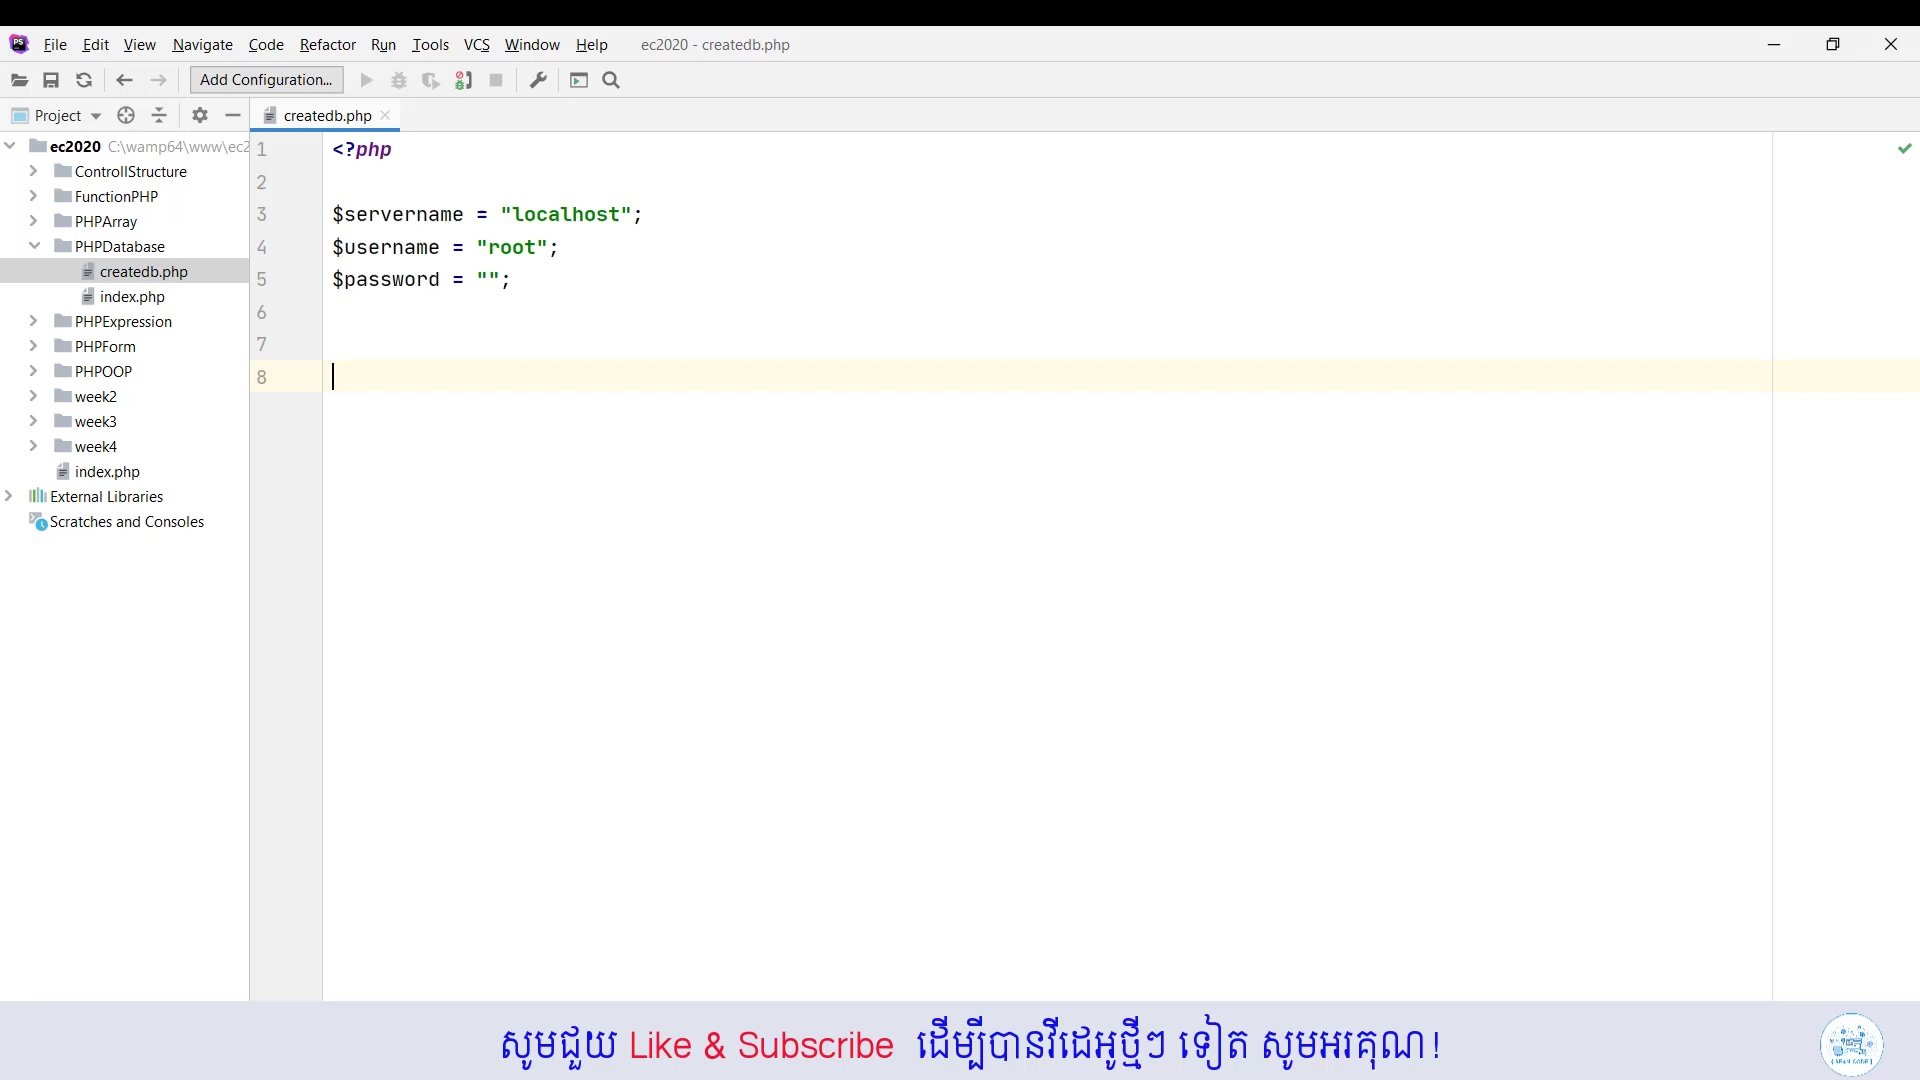 File Edit View Navigate Code Refactor Run Tools VCS Window Help ec2020 - createdb.php
Add Configuration...
Project
createdb.php
ec2020 C:\wamp64\www\ec2
ControllStructure
FunctionPHP
PHPArray
PHPDatabase
createdb.php
index.php
PHPExpression
PHPForm
PHPOOP
week2
week3
week4
index.php
External Libraries
Scratches and Consoles
1 <?php
2
3 $servername = "localhost";
4 $username = "root";
5 $password = "";
6
7
8
សូមជួយ Like & Subscribe ដើម្បីបានវីដេអូថ្មីៗ ទៀត សូមអរគុណ!